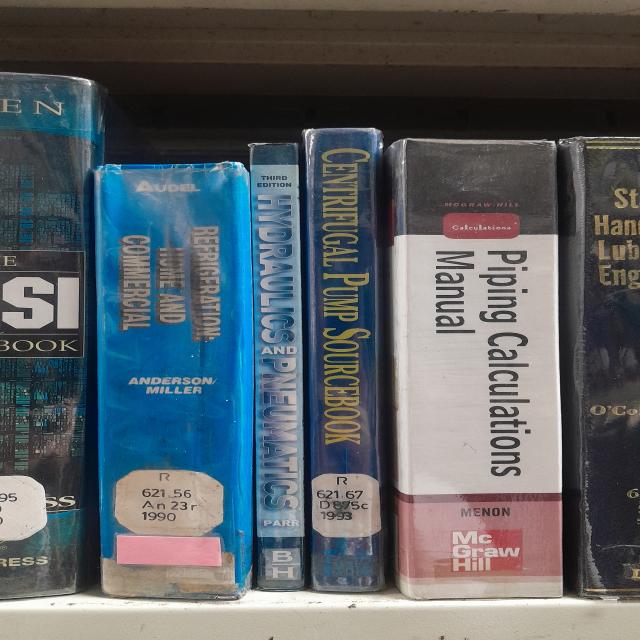 EN
E
SI
BOOK
95
SS
RESS
AUDEL
REFRIGERATION:
HOME AND
COMMERCIAL
ANDERSON/
MILLER
R
621.56
An 23r
1990
THIRD
EDITION
HYDRAULICS AND PNEUMATICS
PARR
B
H
CENTRIFUGAL PUMP SOURCEBOOK
R
621.67
D875c
1993
MCGRAW-HILL
Calculations
Piping Calculations
Manual
MENON
Mc
Graw
Hill
St
Hand
Lub
Eng
O'Co
6